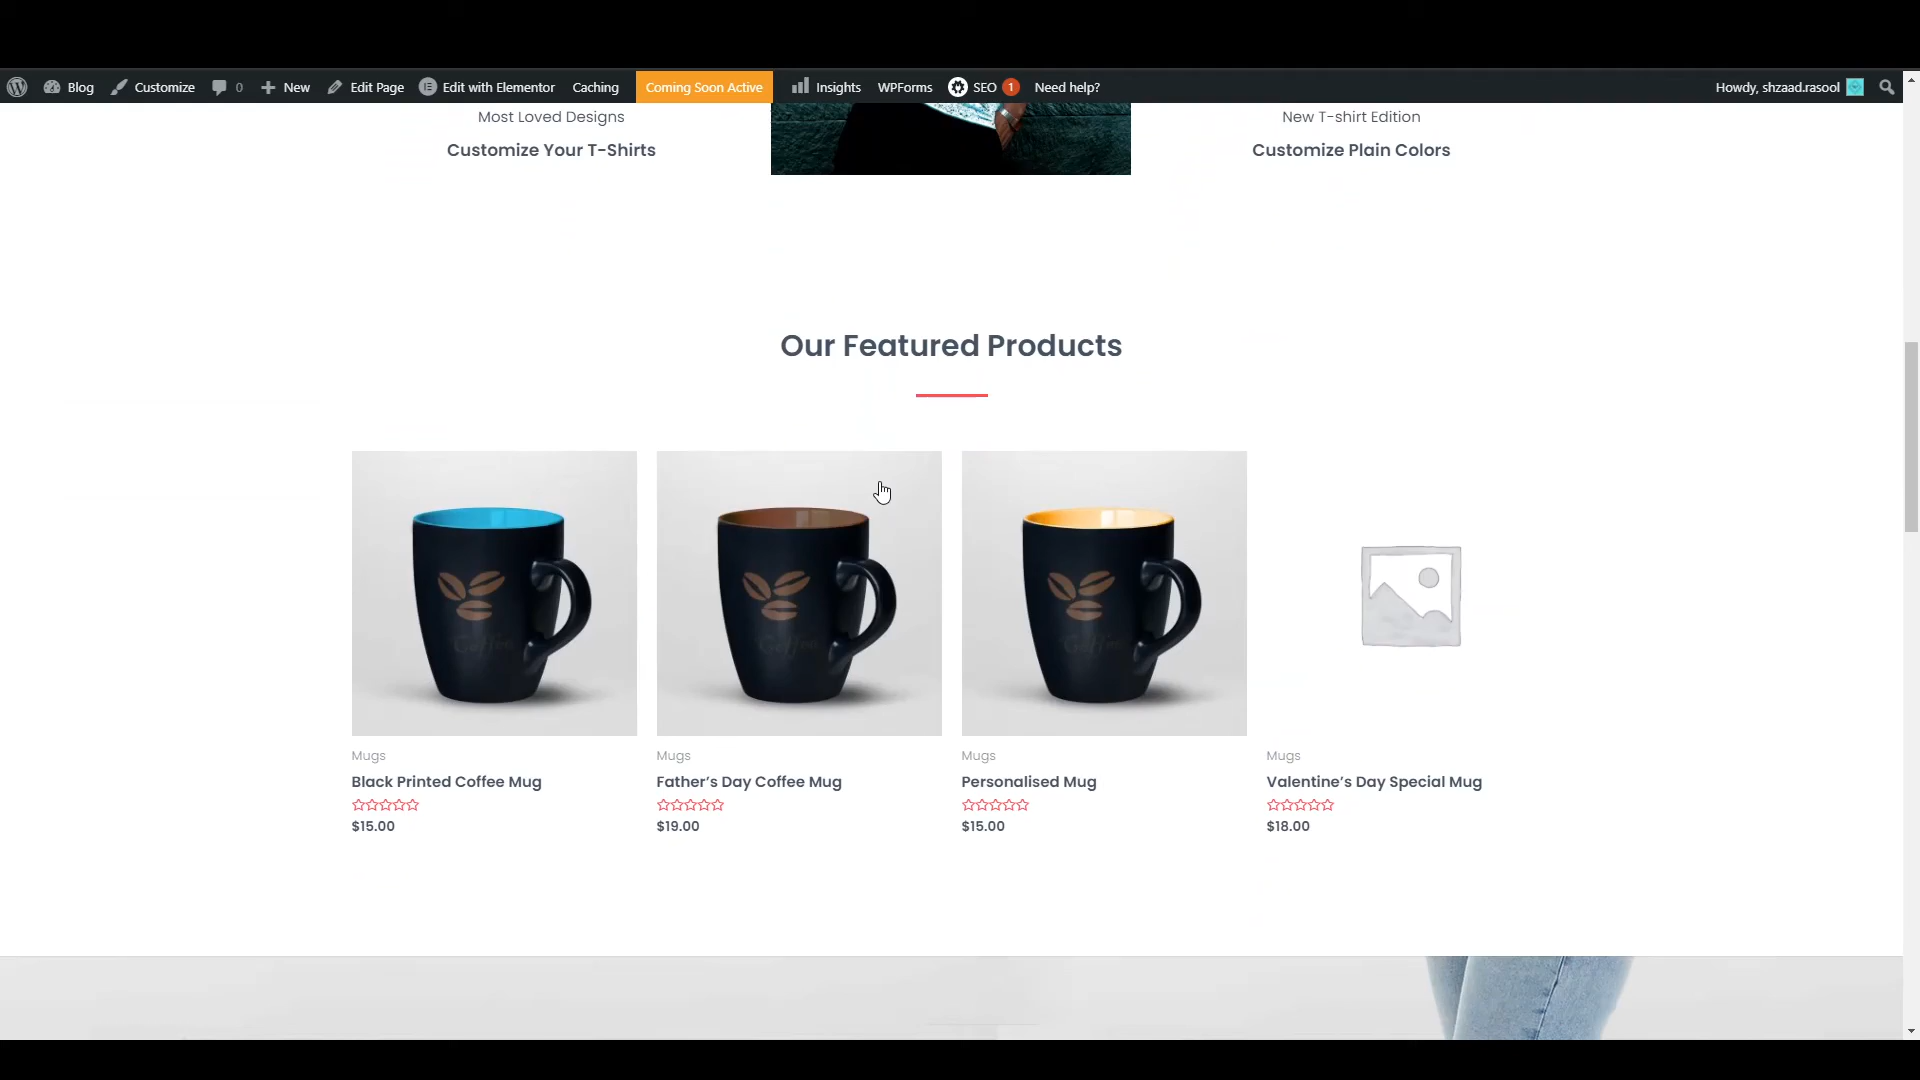 Blog Customize 0 New Edit Page Edit with Elementor Caching Coming Soon Active Insights WPForms SEO 1 Need help? Howdy, shzaad.rasool
Most Loved Designs
Customize Your T-Shirts
New T-shirt Edition
Customize Plain Colors
Our Featured Products
Mugs
Black Printed Coffee Mug
$15.00
Mugs
Father's Day Coffee Mug
$19.00
Mugs
Personalised Mug
$15.00
Mugs
Valentine's Day Special Mug
$18.00